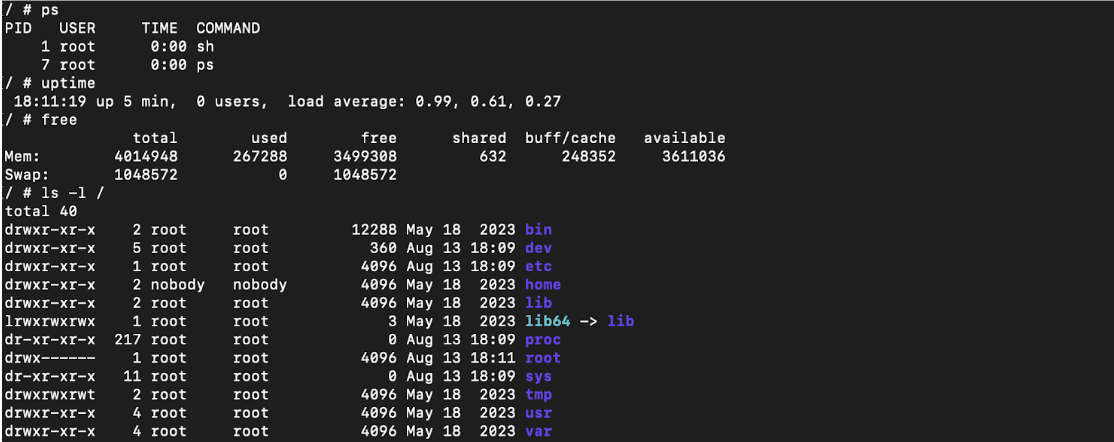 / # ps
PID   USER     TIME  COMMAND
    1 root      0:00 sh
    7 root      0:00 ps
/ # uptime
 18:11:19 up 5 min,  0 users,  load average: 0.99, 0.61, 0.27
/ # free
              total        used        free      shared  buff/cache   available
Mem:        4014948      267288     3499308         632      248352     3611036
Swap:       1048572           0     1048572
/ # ls -l /
total 40
drwxr-xr-x    2 root     root         12288 May 18  2023 bin
drwxr-xr-x    5 root     root           360 Aug 13 18:09 dev
drwxr-xr-x    1 root     root          4096 Aug 13 18:09 etc
drwxr-xr-x    2 nobody   nobody        4096 May 18  2023 home
drwxr-xr-x    2 root     root          4096 May 18  2023 lib
lrwxrwxrwx    1 root     root             3 May 18  2023 lib64 -> lib
dr-xr-xr-x  217 root     root             0 Aug 13 18:09 proc
drwx------    1 root     root          4096 Aug 13 18:11 root
dr-xr-xr-x   11 root     root             0 Aug 13 18:09 sys
drwxrwxrwt    2 root     root          4096 May 18  2023 tmp
drwxr-xr-x    4 root     root          4096 May 18  2023 usr
drwxr-xr-x    4 root     root          4096 May 18  2023 var